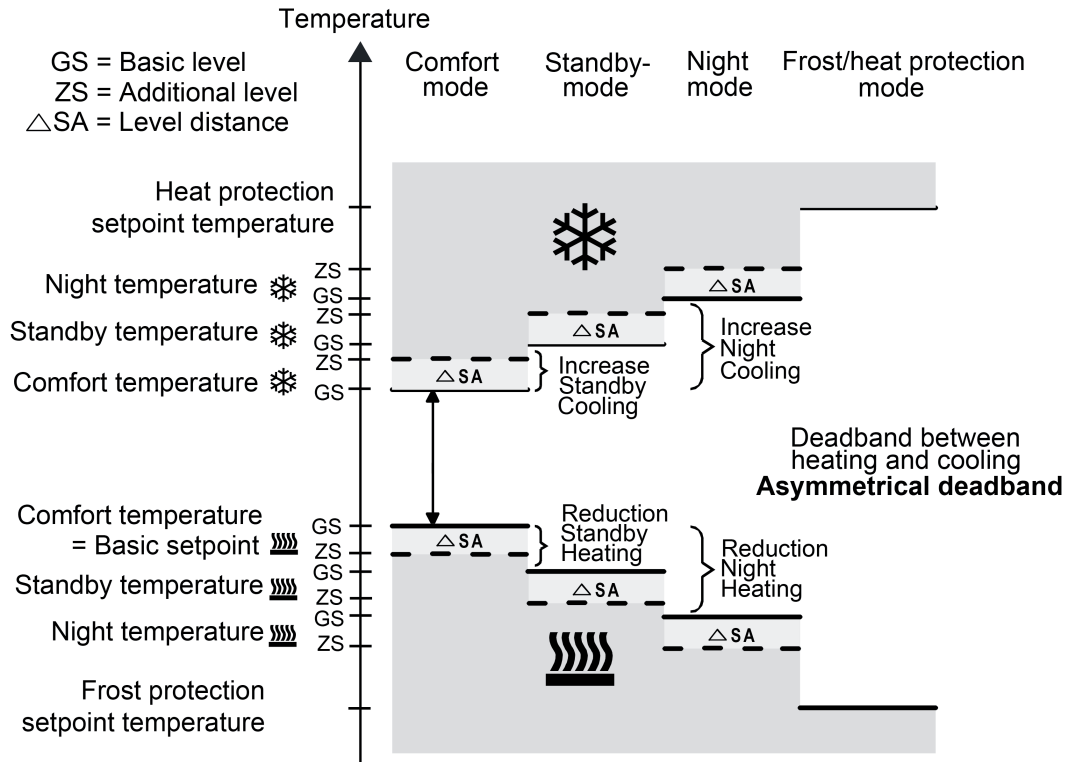 Temperature
GS = Basic level
ZS = Additional level
△SA = Level distance
Comfort
mode
Standby-
mode
Night
mode
Frost/heat protection
mode
Heat protection
setpoint temperature
Night temperature
ZS
GS
Standby temperature
ZS
GS
Comfort temperature
ZS
GS
△SA
△SA
△SA
Increase
Standby
Cooling
Increase
Night
Cooling
Deadband between
heating and cooling
Asymmetrical deadband
Comfort temperature
= Basic setpoint
GS
ZS
Standby temperature
GS
ZS
Night temperature
GS
ZS
△SA
△SA
△SA
Reduction
Standby
Heating
Reduction
Night
Heating
Frost protection
setpoint temperature